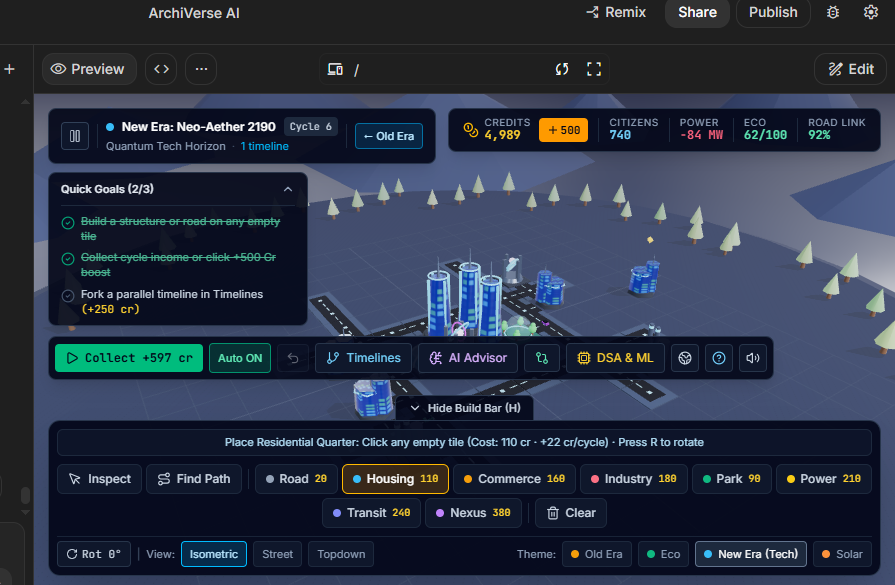 ArchiVerse AI
Remix
Share
Publish
+
Preview
<>
...
/
Edit
New Era: Neo-Aether 2190
Cycle 6
Quantum Tech Horizon · 1 timeline
← Old Era
CREDITS
4,989
+ 500
CITIZENS
740
POWER
-84 MW
ECO
62/100
ROAD LINK
92%
Quick Goals (2/3)
Build a structure or road on any empty
tile
Collect cycle income or click +500 Cr
boost
Fork a parallel timeline in Timelines
(+250 cr)
Collect +597 cr
Auto ON
Timelines
AI Advisor
DSA & ML
Hide Build Bar (H)
Place Residential Quarter: Click any empty tile (Cost: 110 cr · +22 cr/cycle) · Press R to rotate
Inspect
Find Path
Road 20
Housing 110
Commerce 160
Industry 180
Park 90
Power 210
Transit 240
Nexus 380
Clear
Rot 0°
View:
Isometric
Street
Topdown
Theme:
Old Era
Eco
New Era (Tech)
Solar